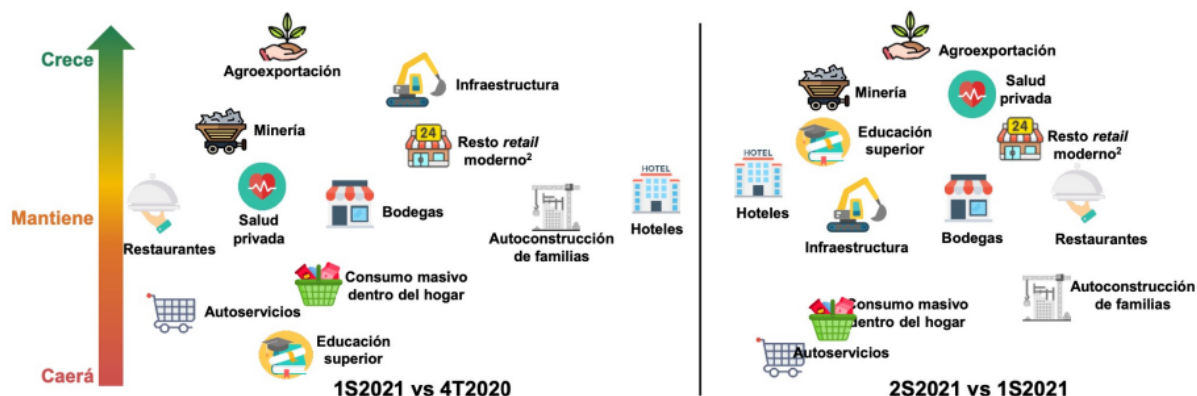 Crece
Mantiene
Caerá
Agroexportación
Infraestructura
Minería
24
Resto retail
moderno²
HOTEL
Restaurantes
Salud
privada
Bodegas
Autoconstrucción
de familias
Hoteles
Consumo masivo
dentro del hogar
Autoservicios
Educación
superior
1S2021 vs 4T2020
Agroexportación
Minería
Salud
privada
Educación
superior
24
Resto retail
moderno²
HOTEL
Hoteles
Infraestructura
Bodegas
Restaurantes
Autoconstrucción
de familias
Consumo masivo
dentro del hogar
Autoservicios
2S2021 vs 1S2021